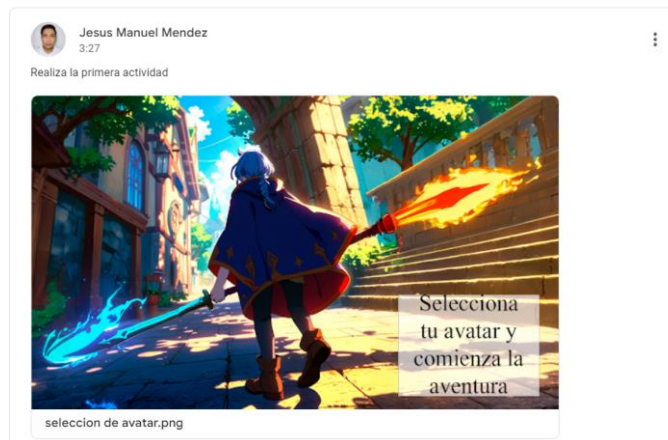 Jesus Manuel Mendez
3:27
Realiza la primera actividad
Selecciona
tu avatar y
comienza la
aventura
seleccion de avatar.png